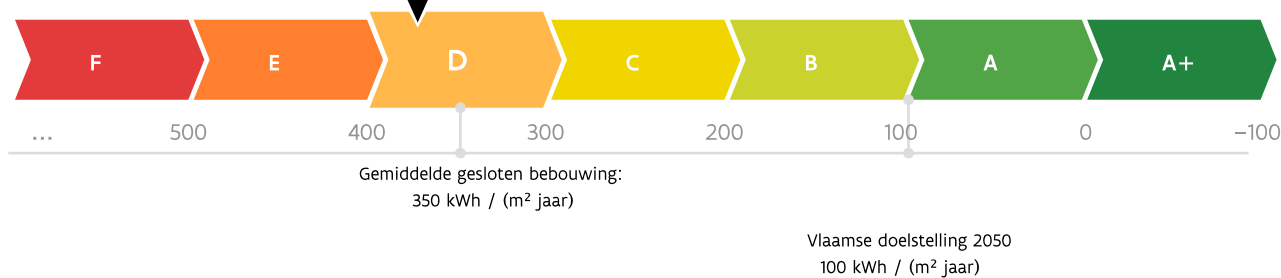 F E D C B A A+
... 500 400 300 200 100 0 −100
Gemiddelde gesloten bebouwing:
350 kWh / (m² jaar)
Vlaamse doelstelling 2050
100 kWh / (m² jaar)